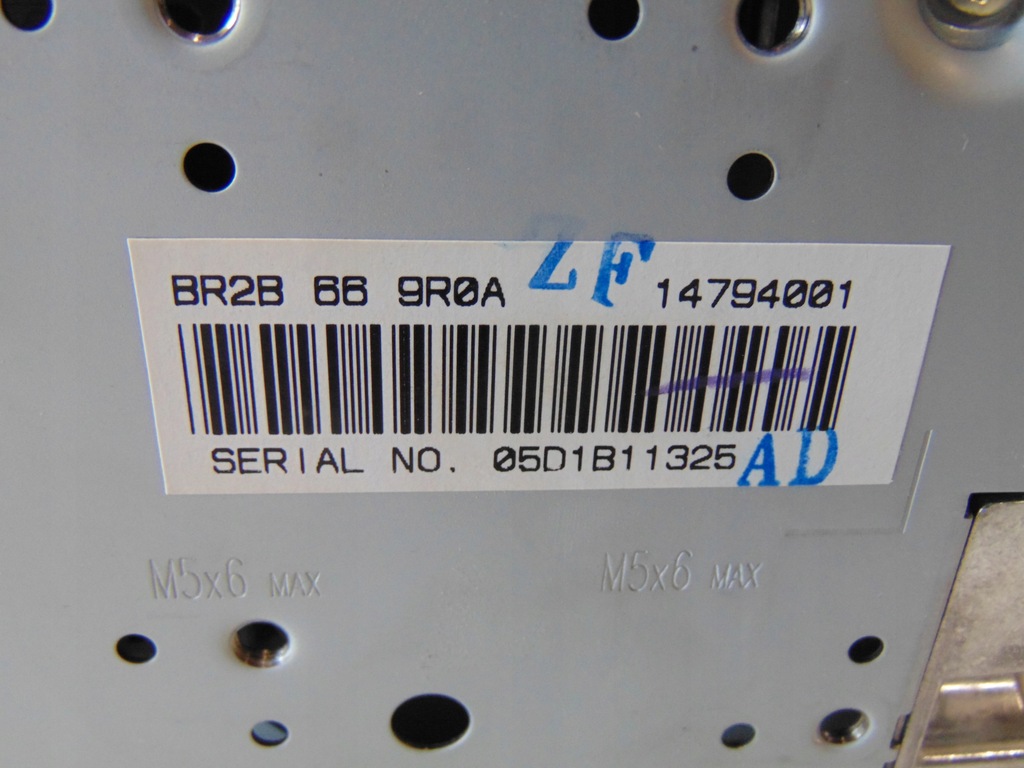 BR2B 66 9R0A ZF 14794001
SERIAL NO. 05D1B11325 AD
M5x6 MAX M5x6 MAX